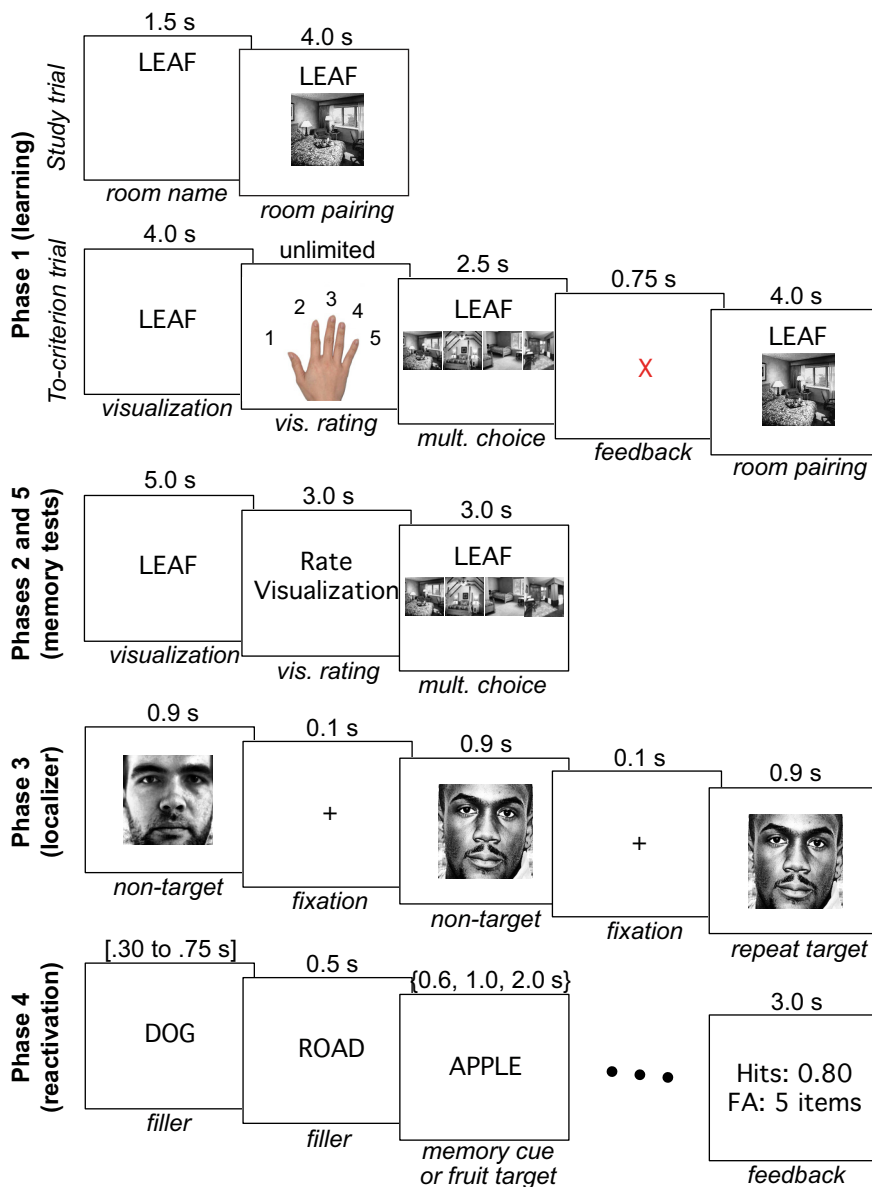 Phase 1 (learning)
Study trial
1.5 s
LEAF
room name
4.0 s
LEAF
room pairing
To-criterion trial
4.0 s
LEAF
visualization
unlimited
1
2
3
4
5
vis. rating
2.5 s
LEAF
mult. choice
0.75 s
X
feedback
4.0 s
LEAF
room pairing
Phases 2 and 5
(memory tests)
5.0 s
LEAF
visualization
3.0 s
Rate
Visualization
vis. rating
3.0 s
LEAF
mult. choice
Phase 3
(localizer)
0.9 s
non-target
0.1 s
+
fixation
0.9 s
non-target
0.1 s
+
fixation
0.9 s
repeat target
Phase 4
(reactivation)
[.30 to .75 s]
DOG
filler
0.5 s
ROAD
filler
{0.6, 1.0, 2.0 s}
APPLE
memory cue
or fruit target
• • •
3.0 s
Hits: 0.80
FA: 5 items
feedback